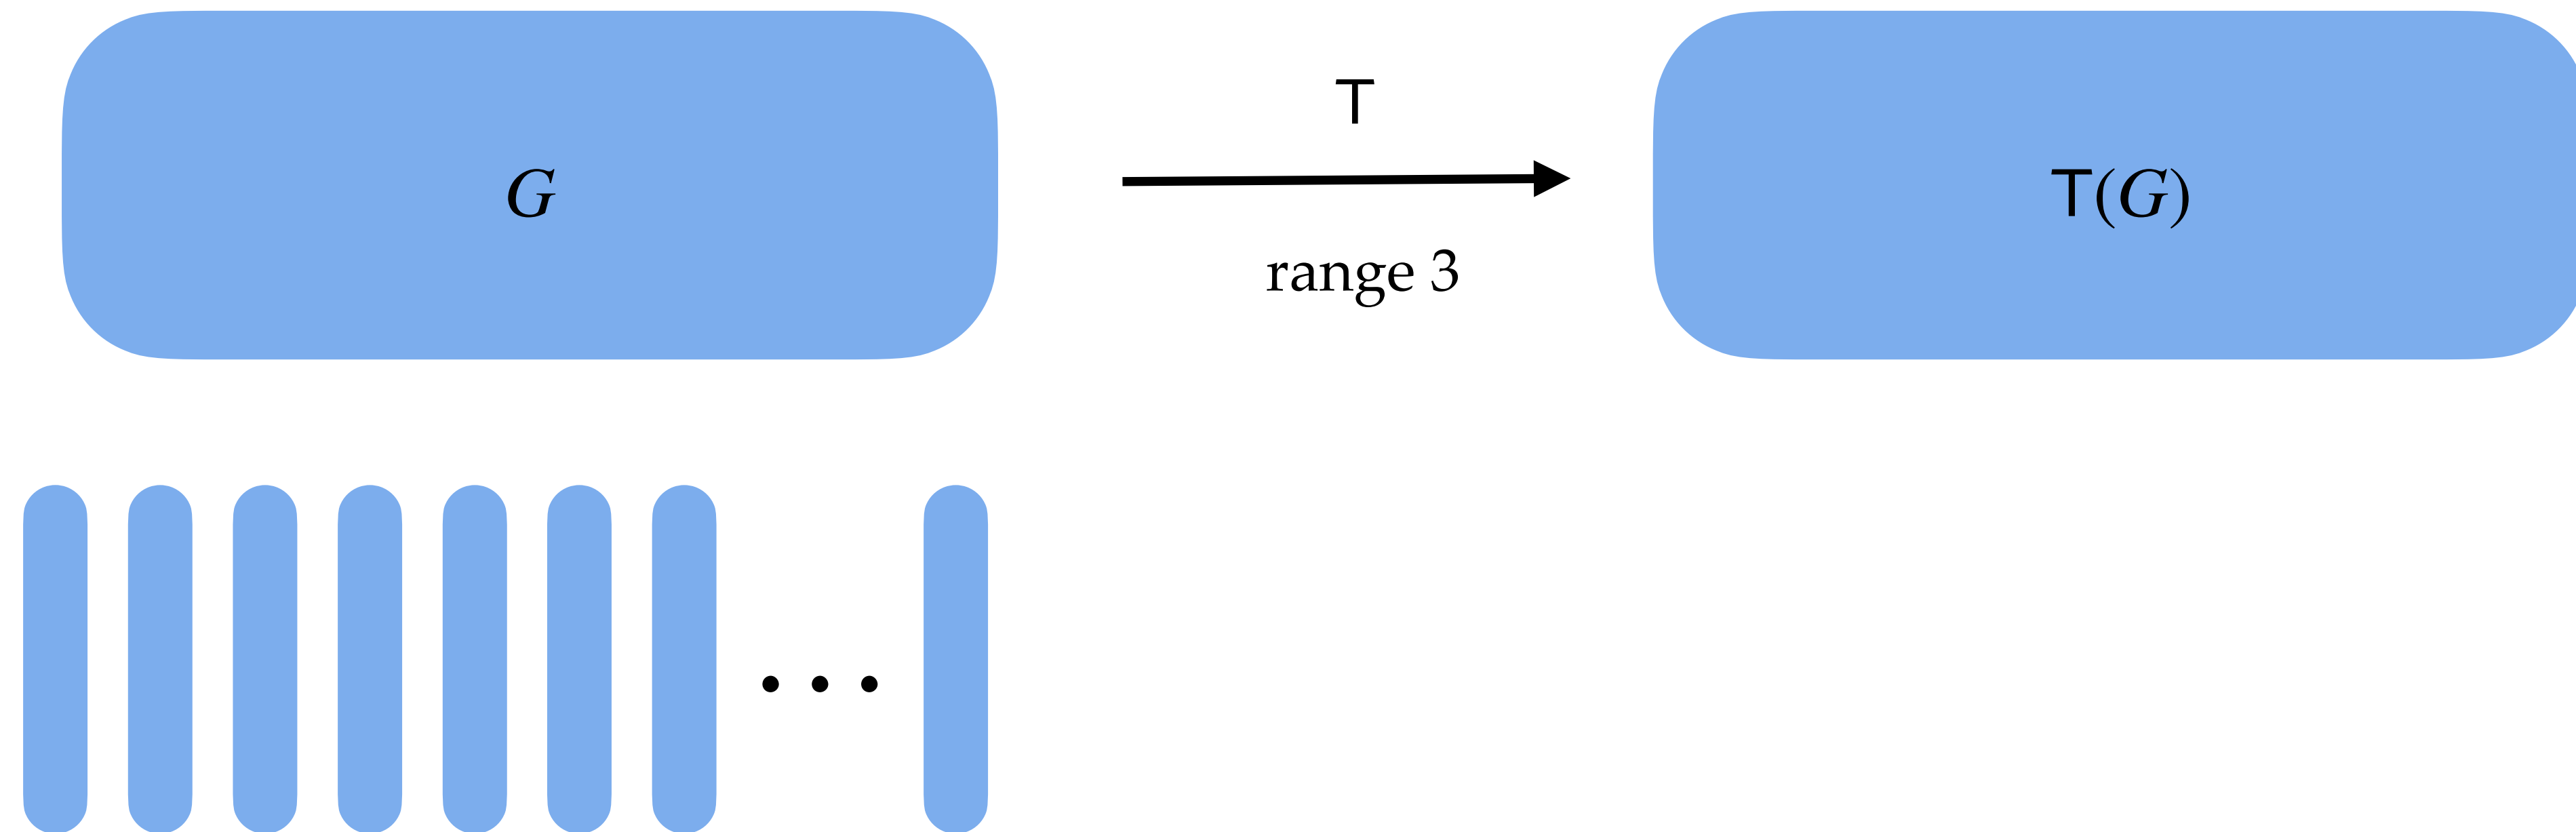 T
G
T(G)
range 3
. . .